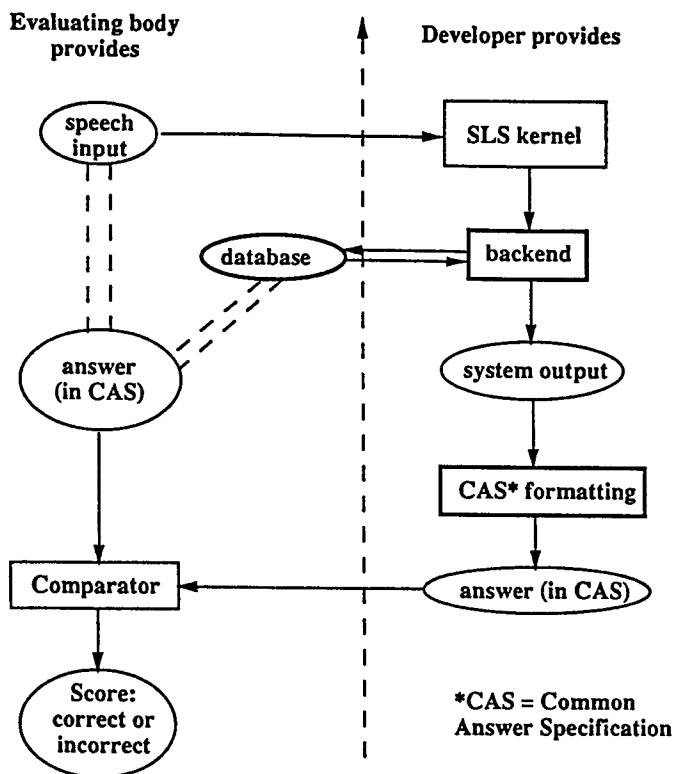 Evaluating body
provides
Developer provides
speech
input
SLS kernel
database
backend
answer
(in CAS)
system output
CAS* formatting
Comparator
answer (in CAS)
Score:
correct or
incorrect
*CAS = Common
Answer Specification